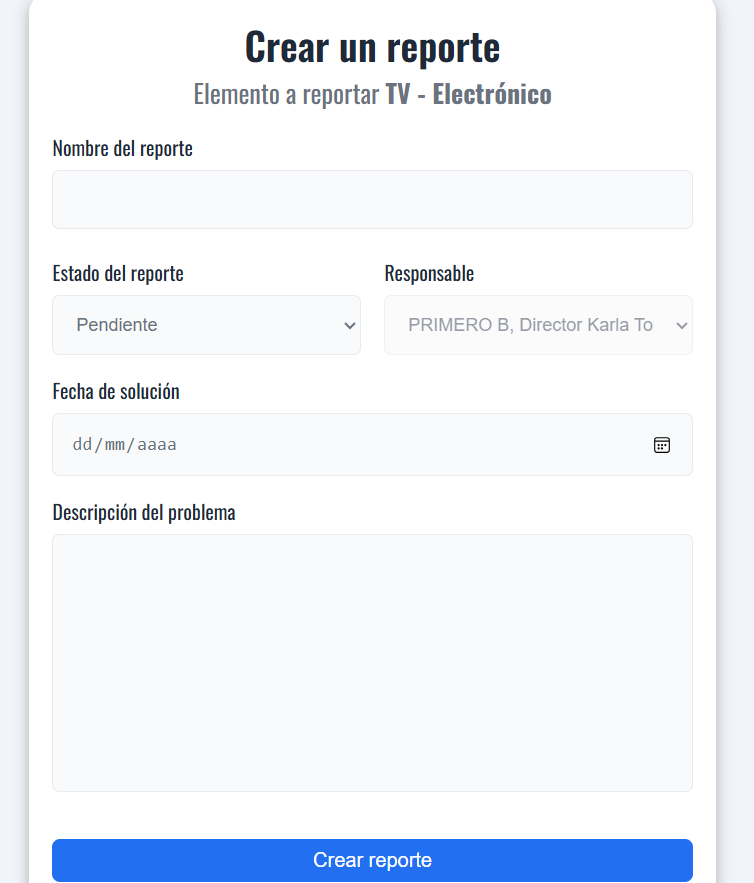 Crear un reporte
Elemento a reportar TV - Electrónico
Nombre del reporte
Estado del reporte
Responsable
Pendiente
PRIMERO B, Director Karla To
Fecha de solución
dd/mm/aaaa
Descripción del problema
Crear reporte